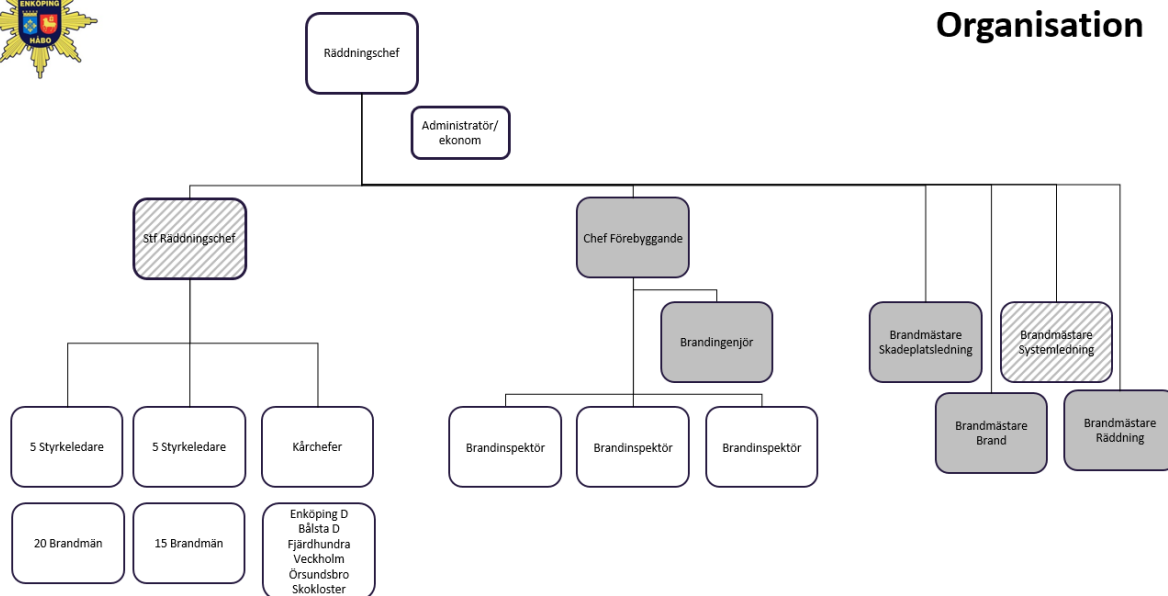 ENKÖPING
HÅBO
Organisation
Räddningschef
Administratör/
ekonom
Stf Räddningschef
Chef Förebyggande
Brandingenjör
Brandmästare
Skadeplatsledning
Brandmästare
Systemledning
Brandmästare
Brand
Brandmästare
Räddning
5 Styrkeledare
5 Styrkeledare
Kårchefer
Brandinspektör
Brandinspektör
Brandinspektör
20 Brandmän
15 Brandmän
Enköping D
Bålsta D
Fjärdhundra
Veckholm
Örsundsbro
Skokloster